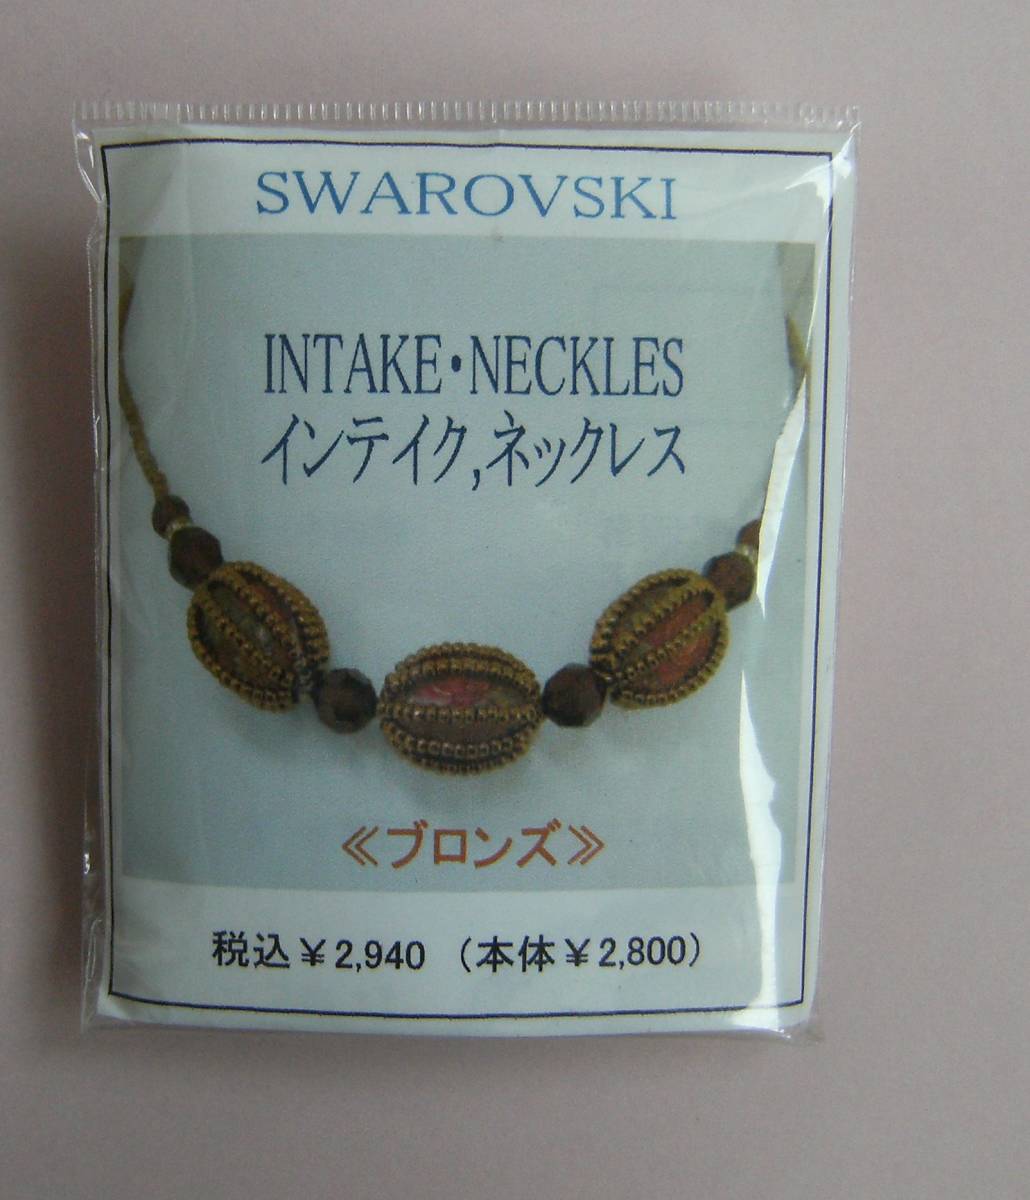 SWAROVSKI
INTAKE・NECKLES
インテイク,ネックレス
≪ブロンズ≫
税込¥2,940 (本体¥2,800)